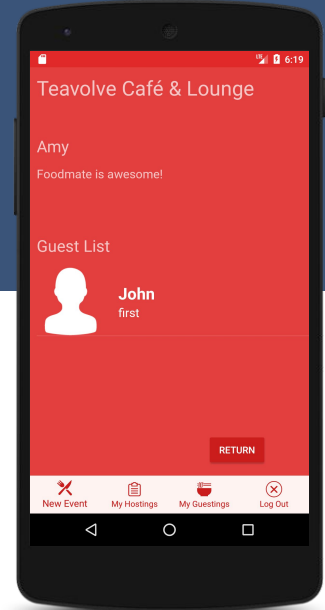 6:19
Teavolve Café & Lounge
Amy
Foodmate is awesome!
Guest List
John
first
RETURN
New Event My Hostings My Guestings Log Out